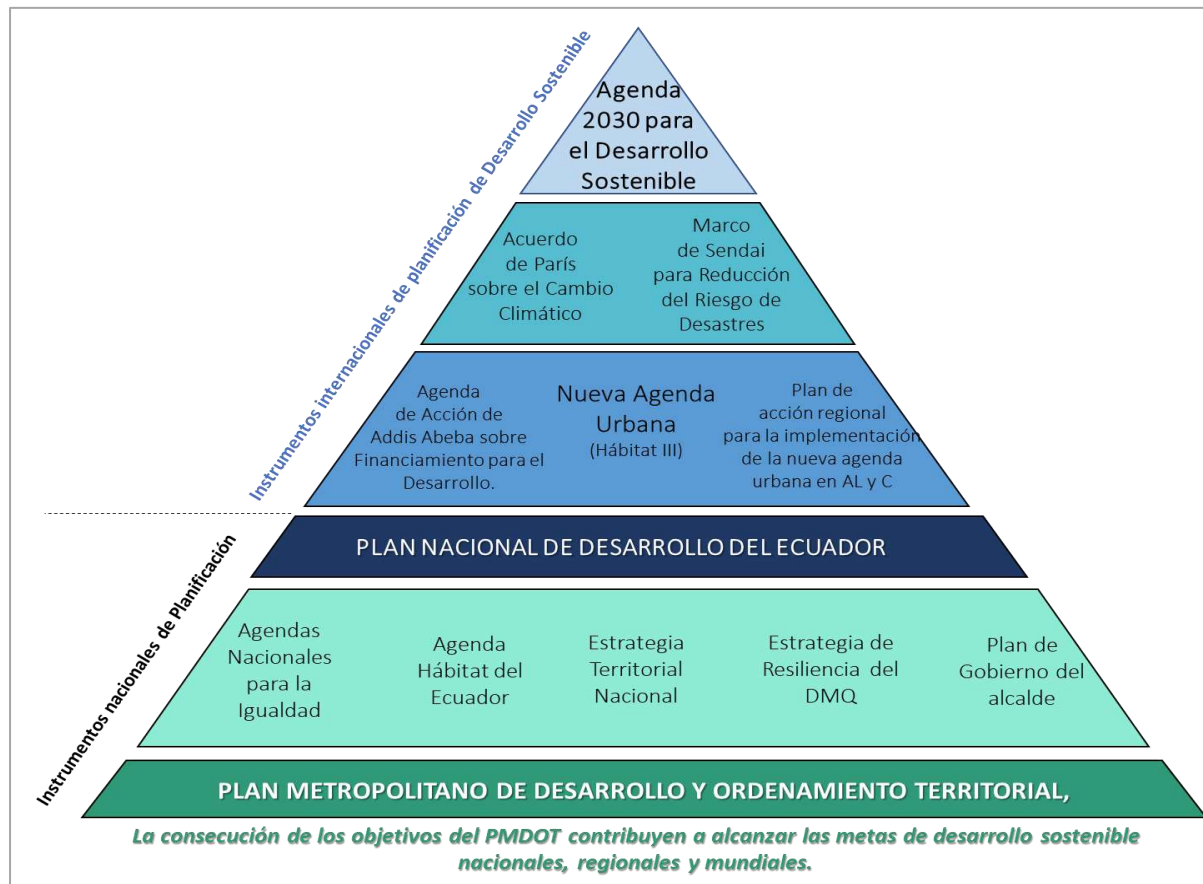 Instrumentos internacionales de planificación de Desarrollo Sostenible
Agenda
2030 para
el Desarrollo
Sostenible
Acuerdo
de París
sobre el Cambio
Climático
Marco
de Sendai
para Reducción
del Riesgo de
Desastres
Agenda
de Acción de
Addis Abeba sobre
Financiamiento para el
Desarrollo.
Nueva Agenda
Urbana
(Hábitat III)
Plan de
acción regional
para la implementación
de la nueva agenda
urbana en AL y C
Instrumentos nacionales de Planificación
PLAN NACIONAL DE DESARROLLO DEL ECUADOR
Agendas
Nacionales
para la
Igualdad
Agenda
Hábitat del
Ecuador
Estrategia
Territorial
Nacional
Estrategia de
Resiliencia del
DMQ
Plan de
Gobierno del
alcalde
PLAN METROPOLITANO DE DESARROLLO Y ORDENAMIENTO TERRITORIAL,
La consecución de los objetivos del PMDOT contribuyen a alcanzar las metas de desarrollo sostenible
nacionales, regionales y mundiales.